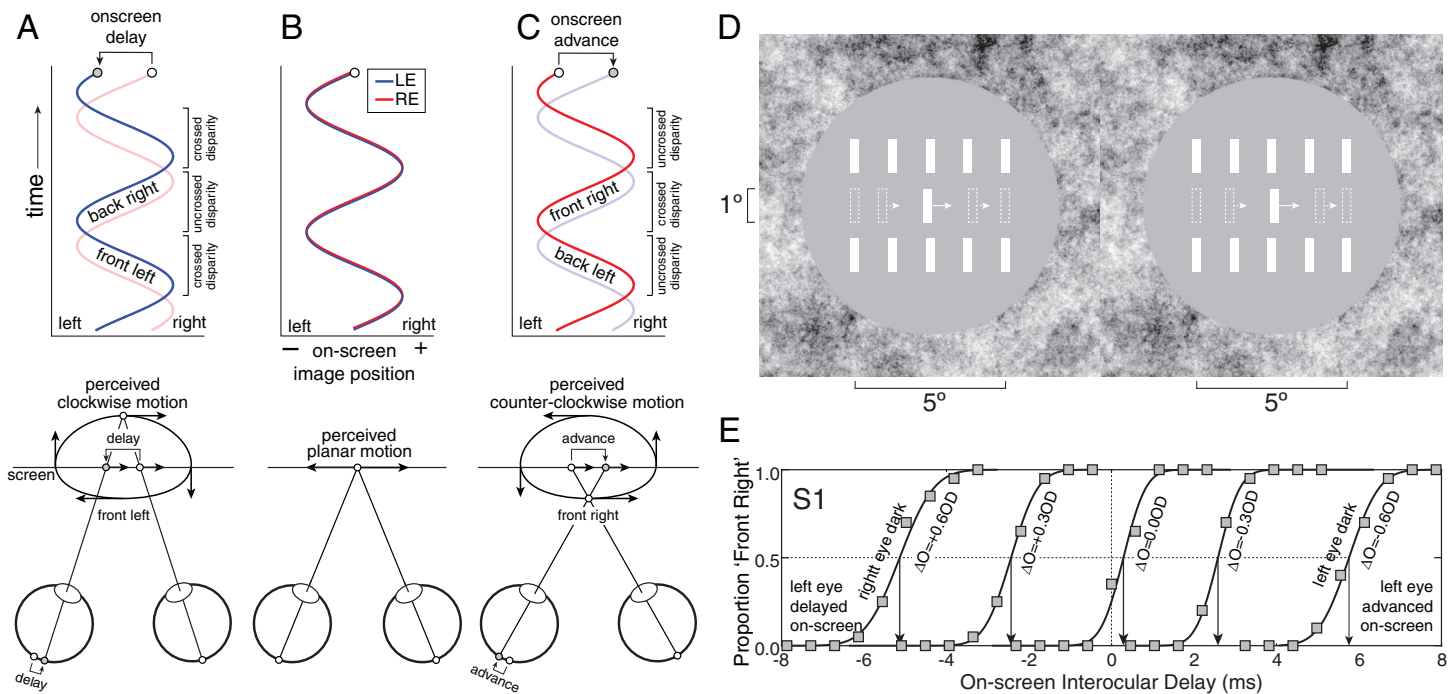 A
onscreen
delay
time
crossed
disparity
uncrossed
disparity
crossed
disparity
back right
front left
left
right
B
LE
RE
left
right
− on-screen +
image position
C
onscreen
advance
uncrossed
disparity
crossed
disparity
uncrossed
disparity
front right
back left
left
right
perceived
clockwise motion
delay
screen
front left
delay
perceived
planar motion
perceived
counter-clockwise motion
advance
front right
advance
D
1º
5º
5º
E
Proportion 'Front Right'
1.0
0.5
0.0
S1
rightt eye dark
ΔO=+0.6OD
ΔO=+0.3OD
ΔO=0.0OD
ΔO=-0.3OD
left eye dark
ΔO=-0.6OD
left eye
delayed
on-screen
left eye
advanced
on-screen
-8 -6 -4 -2 0 2 4 6 8
On-screen Interocular Delay (ms)